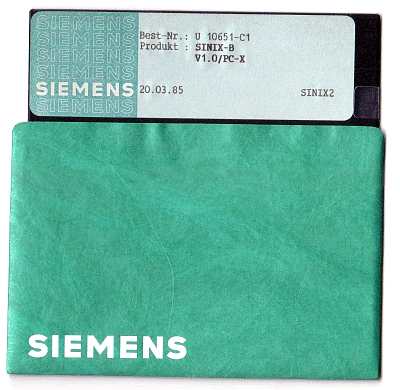 SIEMENS
SIEMENS
SIEMENS
SIEMENS
SIEMENS
SIEMENS
SIEMENS
Best-Nr.: U 10651-C1
Produkt : SINIX-B
V1.0/PC-X
20.03.85 SINIX2
SIEMENS